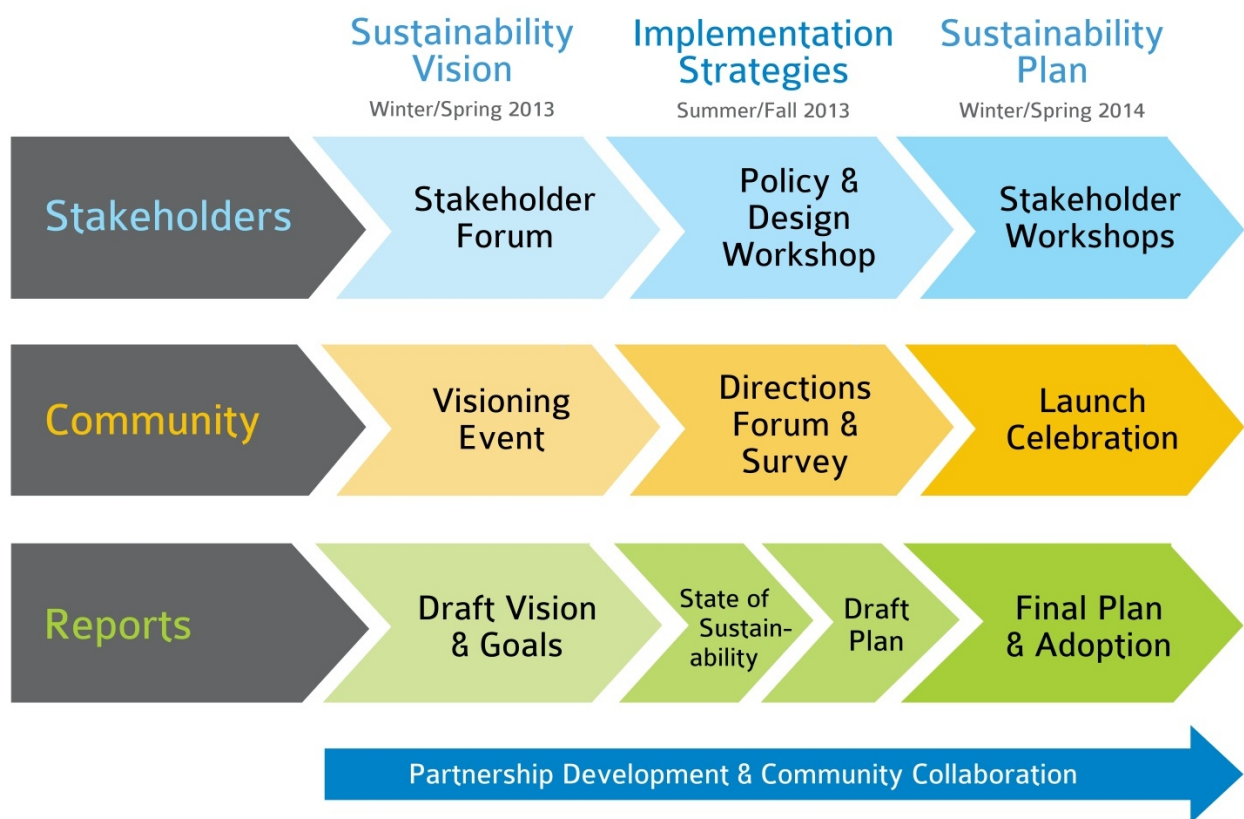 Sustainability
Vision
Winter/Spring 2013
Implementation
Strategies
Summer/Fall 2013
Sustainability
Plan
Winter/Spring 2014
Stakeholders
Stakeholder
Forum
Policy &
Design
Workshop
Stakeholder
Workshops
Community
Visioning
Event
Directions
Forum &
Survey
Launch
Celebration
Reports
Draft Vision
& Goals
State of
Sustain-
ability
Draft
Plan
Final Plan
& Adoption
Partnership Development & Community Collaboration